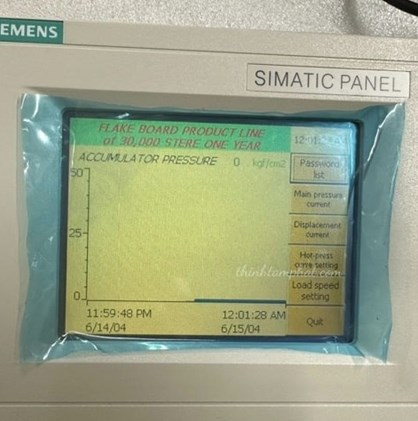 SIEMENS
SIMATIC PANEL
FLAKE BOARD PRODUCT LINE
of 30,000 STERE ONE YEAR
ACCUMULATOR PRESSURE 0 kgf/cm2
50
25
0
11:59:48 PM 12:01:28 AM
6/14/04 6/15/04
Password
list
Main pressure
current
Displacement
current
Hot-press
curve setting
Load speed
setting
Quit
thinhtamphat.com